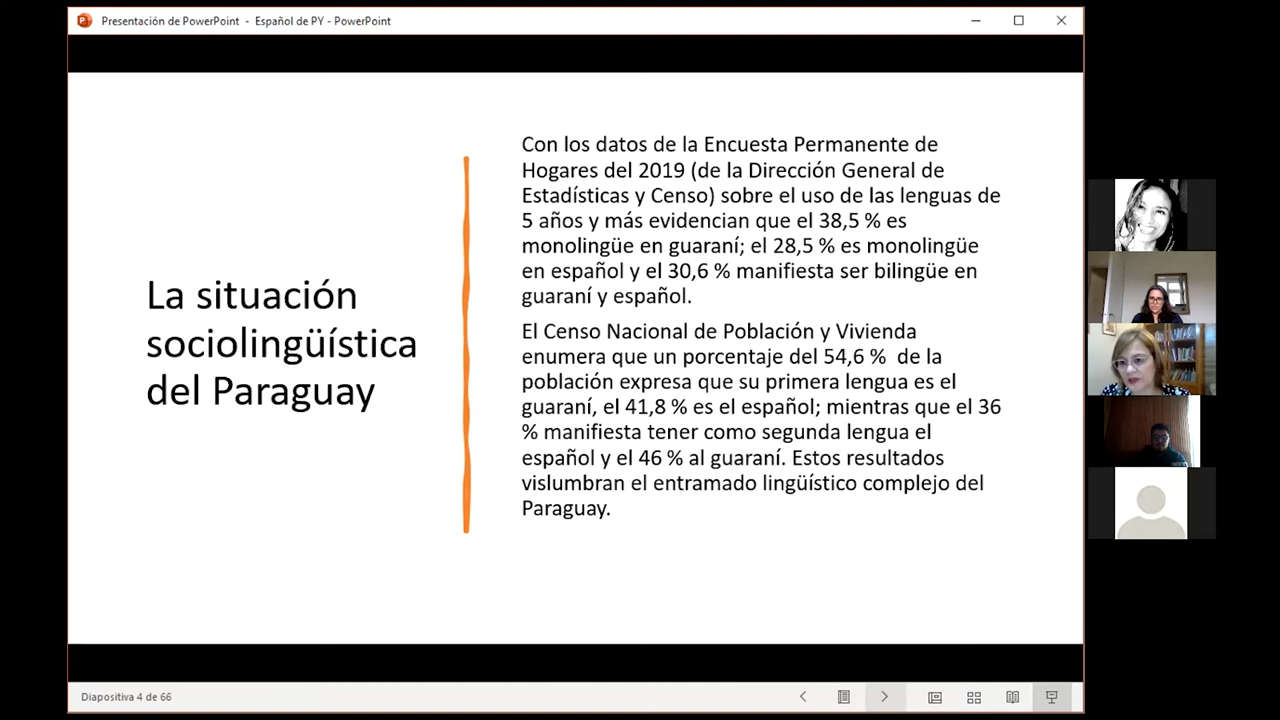 Presentación de PowerPoint - Español de PY - PowerPoint
La situación
sociolingüística
del Paraguay
Con los datos de la Encuesta Permanente de
Hogares del 2019 (de la Dirección General de
Estadísticas y Censo) sobre el uso de las lenguas de
5 años y más evidencian que el 38,5 % es
monolingüe en guaraní; el 28,5 % es monolingüe
en español y el 30,6 % manifiesta ser bilingüe en
guaraní y español.
El Censo Nacional de Población y Vivienda
enumera que un porcentaje del 54,6 %  de la
población expresa que su primera lengua es el
guaraní, el 41,8 % es el español; mientras que el 36
% manifiesta tener como segunda lengua el
español y el 46 % al guaraní. Estos resultados
vislumbran el entramado lingüístico complejo del
Paraguay.
Diapositiva 4 de 66